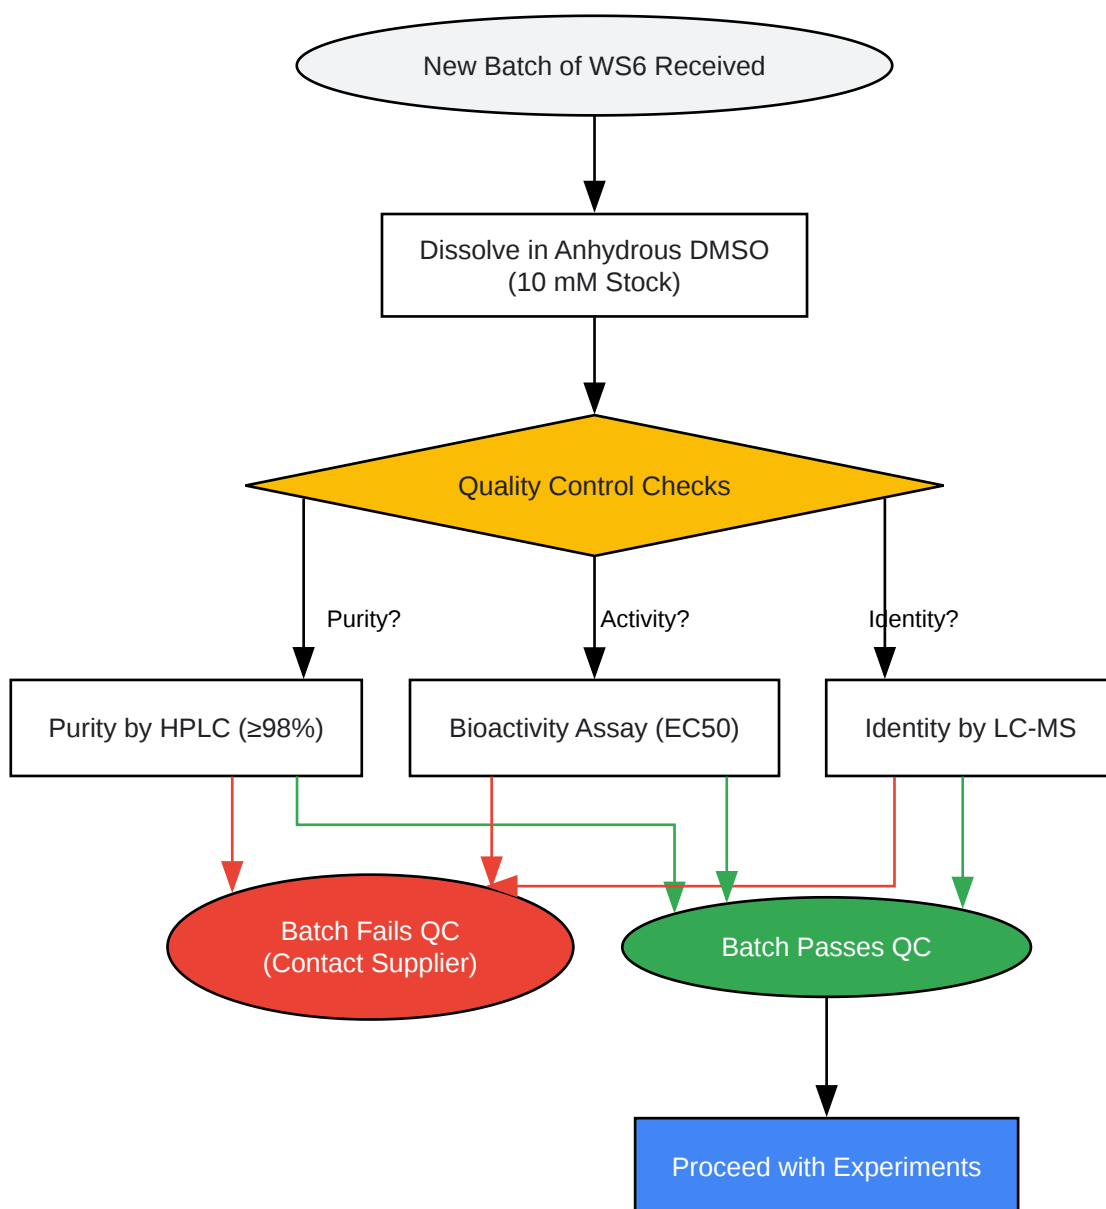 New Batch of WS6 Received
Dissolve in Anhydrous DMSO
(10 mM Stock)
Quality Control Checks
Purity?
Activity?
Identity?
Purity by HPLC (≥98%)
Bioactivity Assay (EC50)
Identity by LC-MS
Batch Fails QC
(Contact Supplier)
Batch Passes QC
Proceed with Experiments